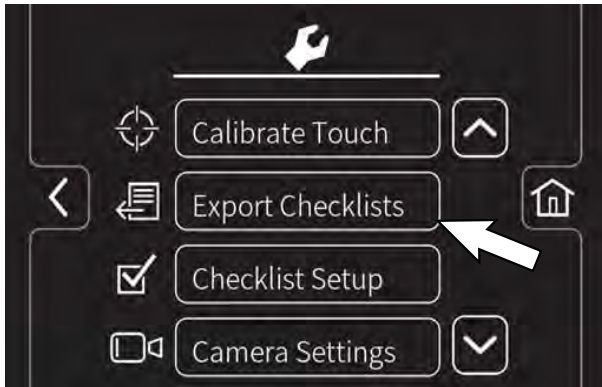 Calibrate Touch
Export Checklists
Checklist Setup
Camera Settings